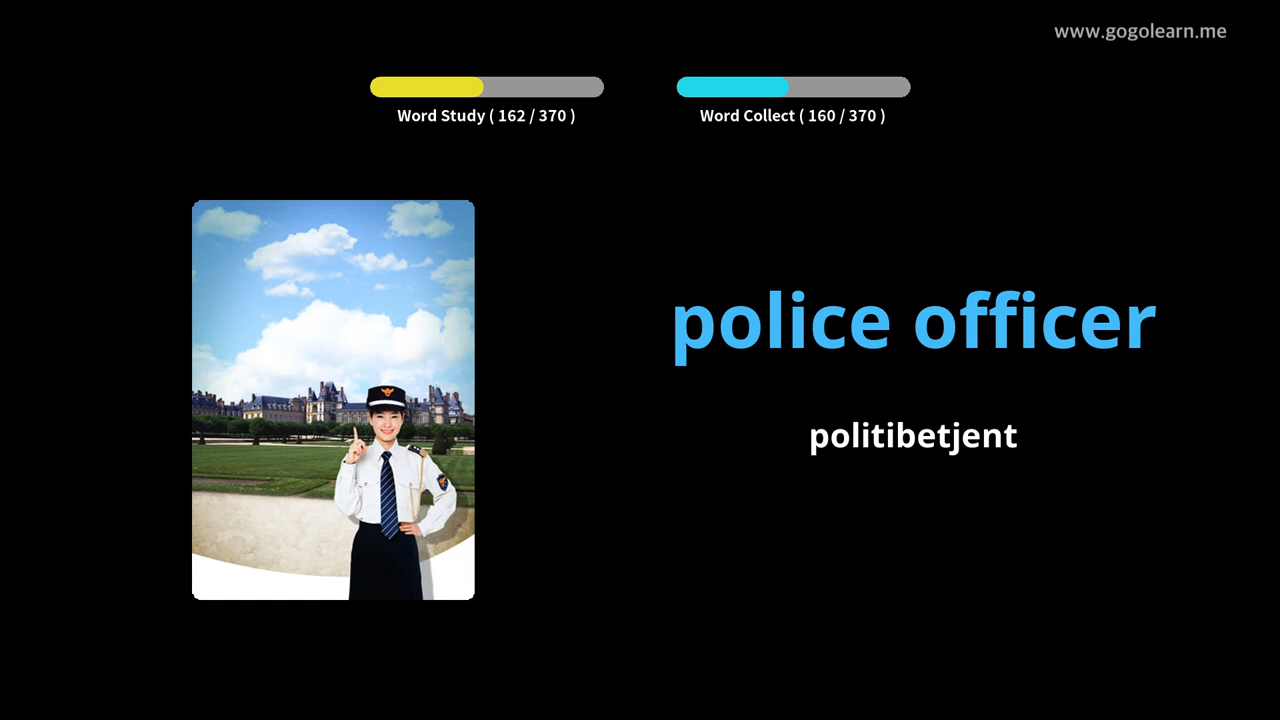 www.gogolearn.me
Word Study ( 162 / 370 )
Word Collect ( 160 / 370 )
police officer
politibetjent